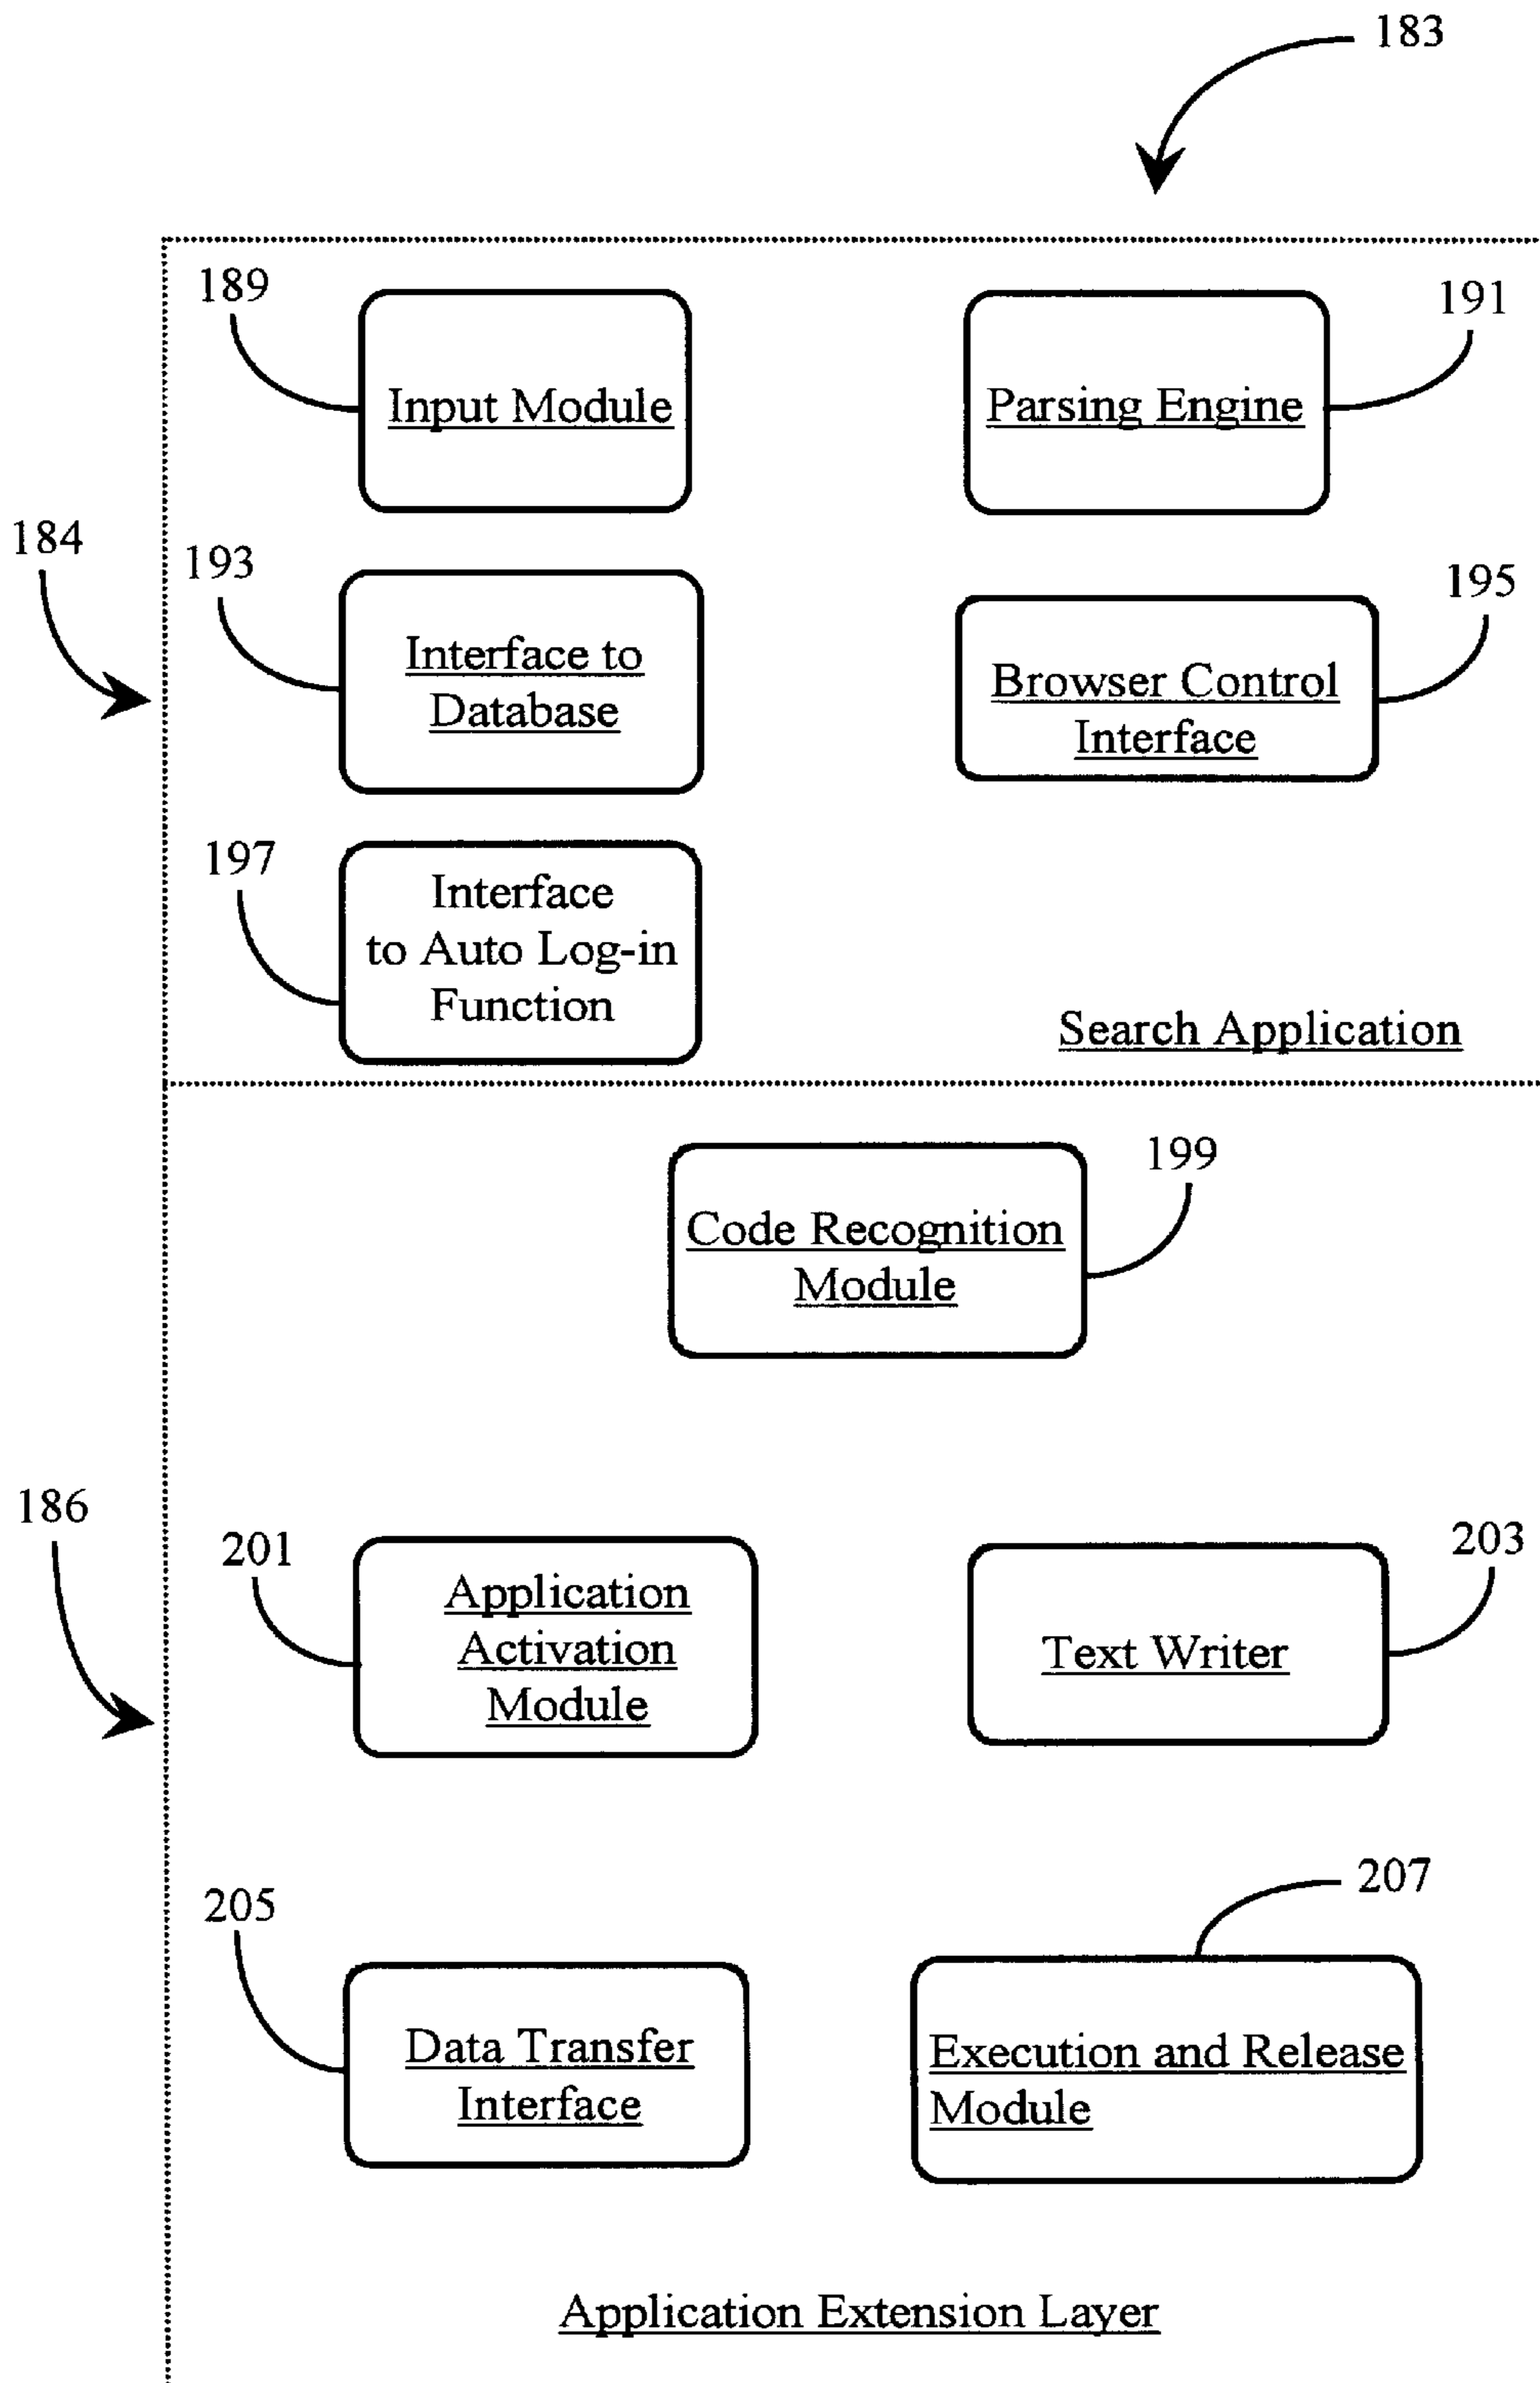 183
189
Input Module
191
Parsing Engine
184
193
Interface to
Database
195
Browser Control
Interface
197
Interface
to Auto Log-in
Function
Search Application
199
Code Recognition
Module
186
201
Application
Activation
Module
203
Text Writer
205
Data Transfer
Interface
207
Execution and Release
Module
Application Extension Layer